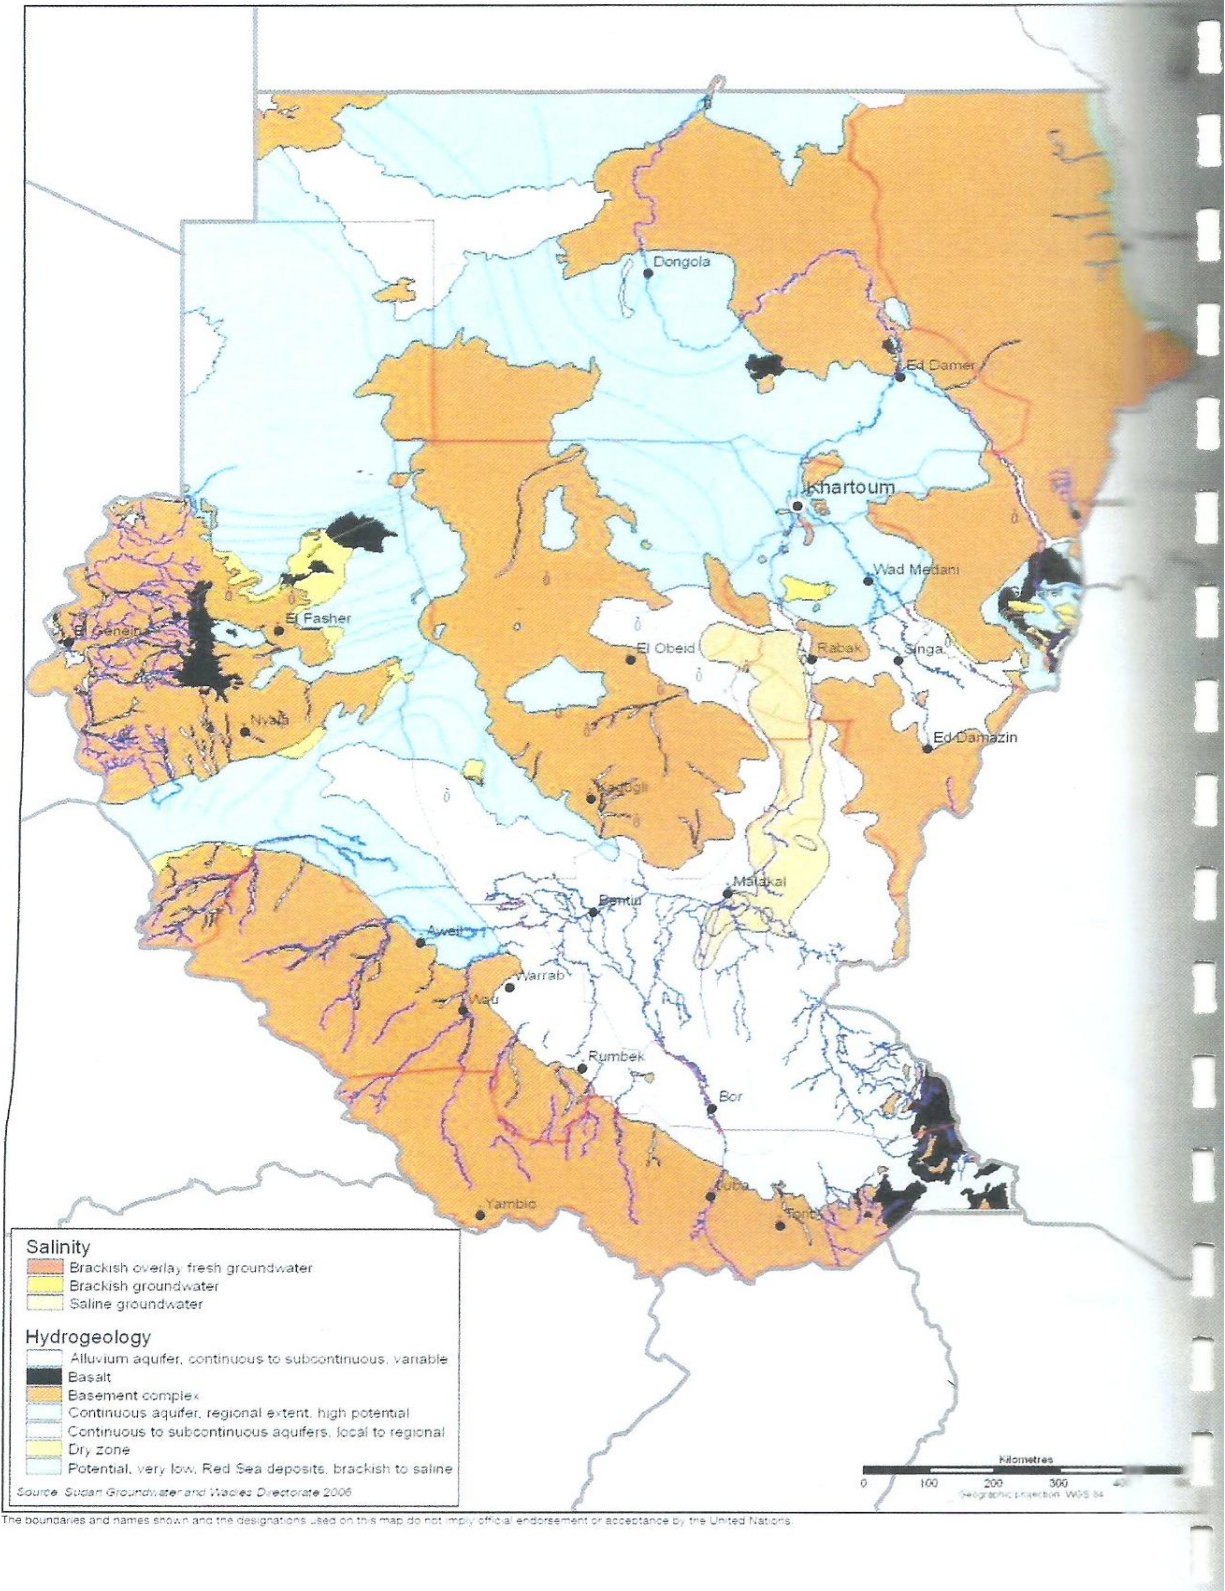 Dongola
Ed Damer
Khartoum
Wad Medani
El Fasher
El Geneina
El Obeid
Rabak
Singa
Nyala
Ed Damazin
Kadugli
Malakal
Bentiu
Aweil
Warrab
Wau
Rumbek
Bor
Juba
Yambio
Torit
Salinity
Brackish overlay fresh groundwater
Brackish groundwater
Saline groundwater
Hydrogeology
Alluvium aquifer, continuous to subcontinuous, variable
Basalt
Basement complex
Continuous aquifer, regional extent, high potential
Continuous to subcontinuous aquifers, local to regional
Dry zone
Potential, very low, Red Sea deposits, brackish to saline
Source: Sudan Groundwater and Wadies Directorate 2006
Kilometres
0 100 200 300
Geographic projection: WGS 84
The boundaries and names shown and the designations used on this map do not imply official endorsement or acceptance by the United Nations.